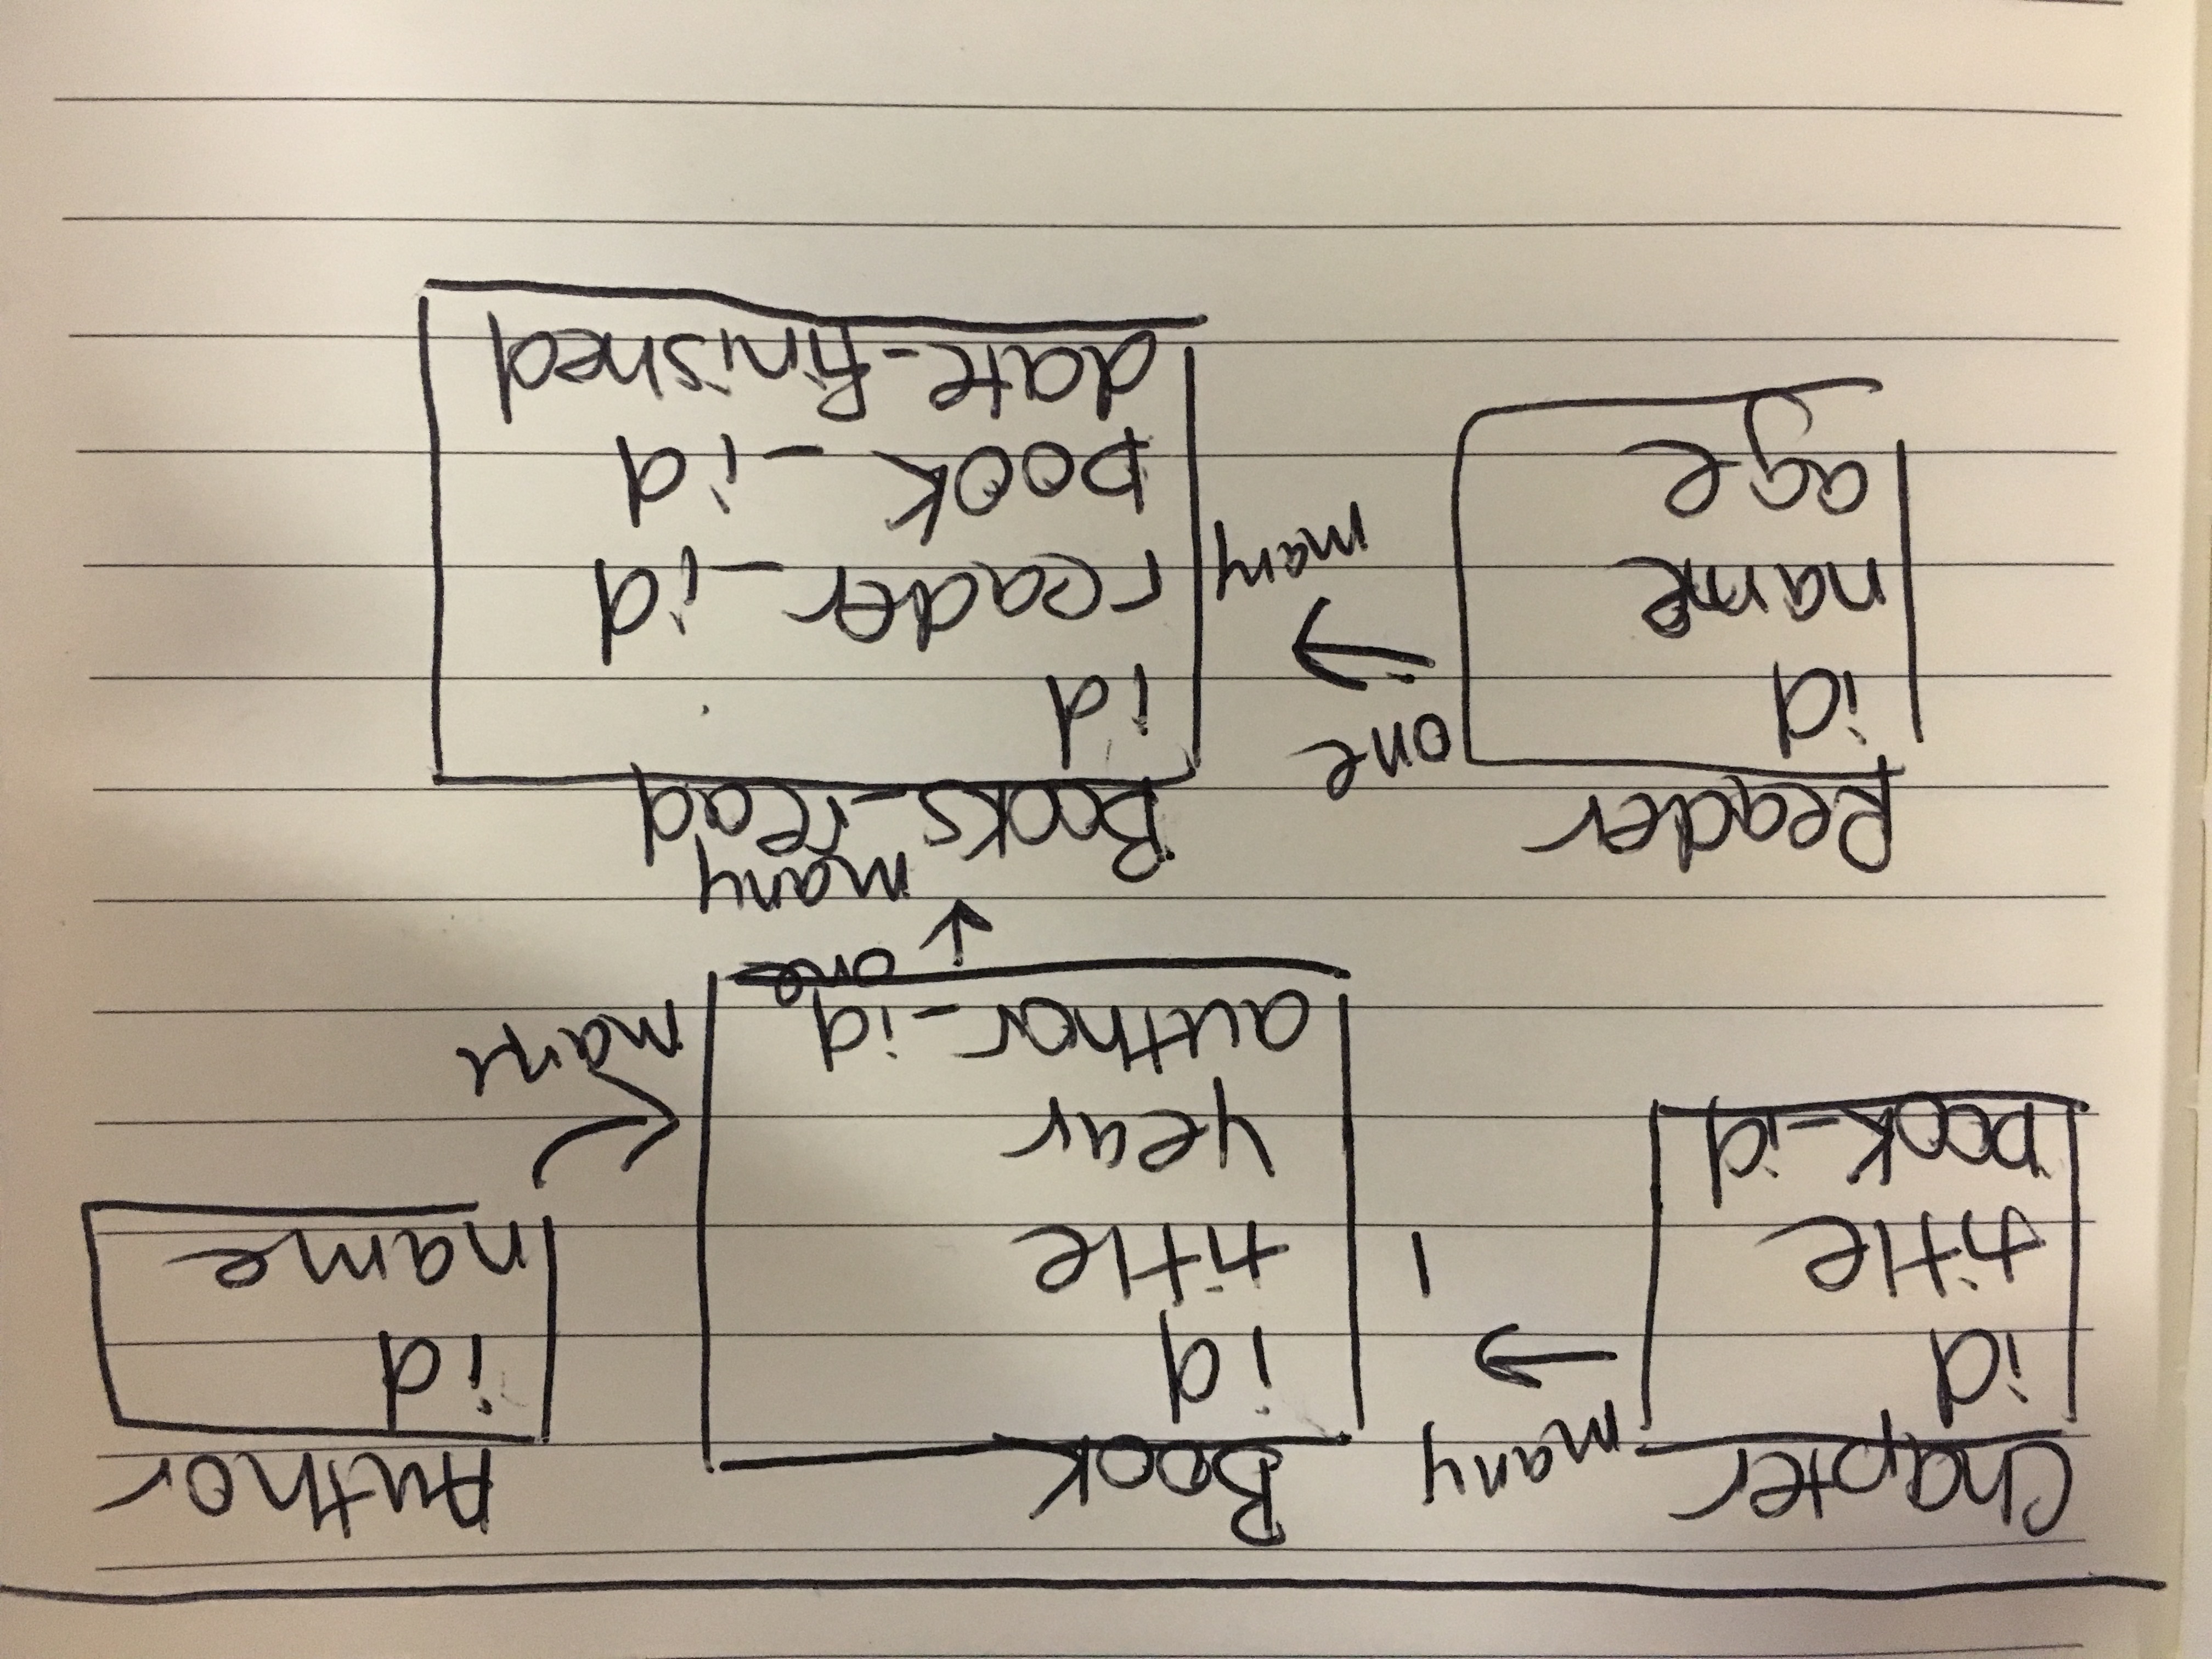 Chapter
id
title
book_id
many
1
Book
id
title
year
author_id
one
many
Author
id
name
many
Reader
id
name
age
one
many
Books_read
id
reader_id
book_id
date_finished